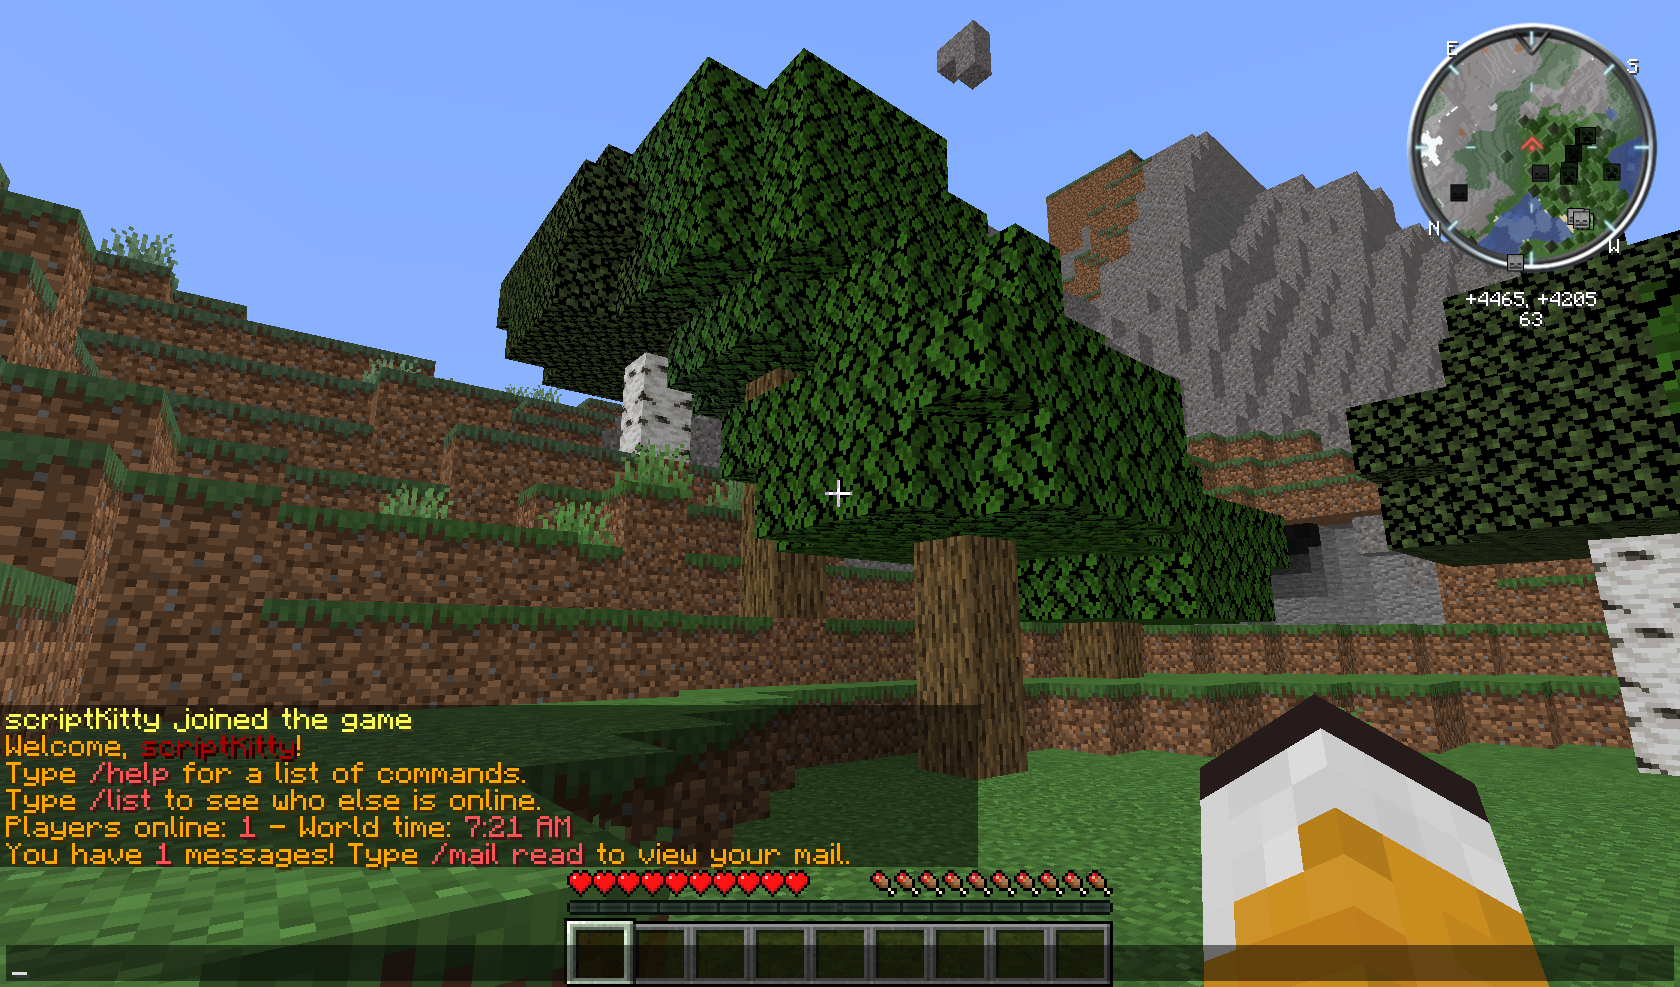 E
S
N
W
+4465, +4205
63
scriptKitty joined the game
Welcome, scriptKitty!
Type /help for a list of commands.
Type /list to see who else is online.
Players online: 1 – World time: 7:21 AM
You have 1 messages! Type /mail read to view your mail.
_